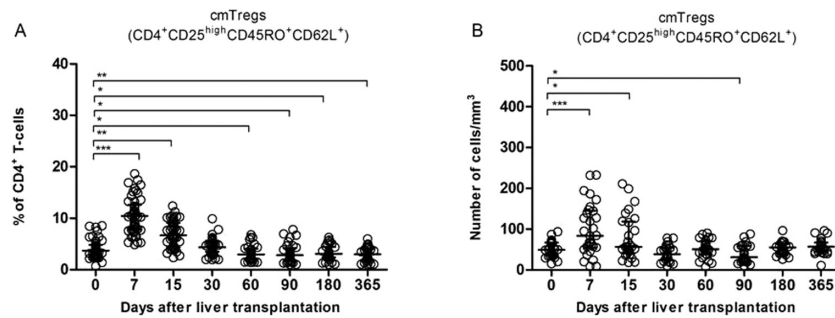 A
cmTregs
(CD4⁺CD25ʰⁱᵍʰCD45RO⁺CD62L⁺)
% of CD4⁺ T-cells
50
40
30
20
10
0
**
*
*
*
**
***
0 7 15 30 60 90 180 365
Days after liver transplantation
B
cmTregs
(CD4⁺CD25ʰⁱᵍʰCD45RO⁺CD62L⁺)
Number of cells/mm³
500
400
300
200
100
0
*
*
***
0 7 15 30 60 90 180 365
Days after liver transplantation